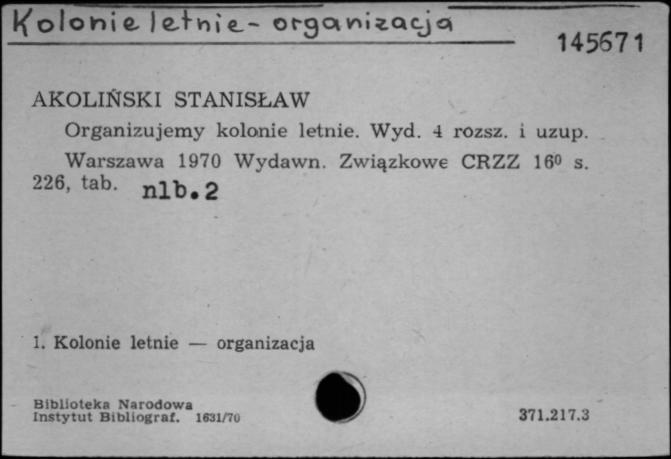 Kolonie letnie - organizacja
145671
AKOLIŃSKI STANISŁAW
Organizujemy kolonie letnie. Wyd. 4 rozsz. i uzup.
Warszawa 1970 Wydawn. Związkowe CRZZ 16⁰ s.
226, tab. nlb.2
1. Kolonie letnie — organizacja
Biblioteka Narodowa
Instytut Bibliograf. 1631/70
371.217.3